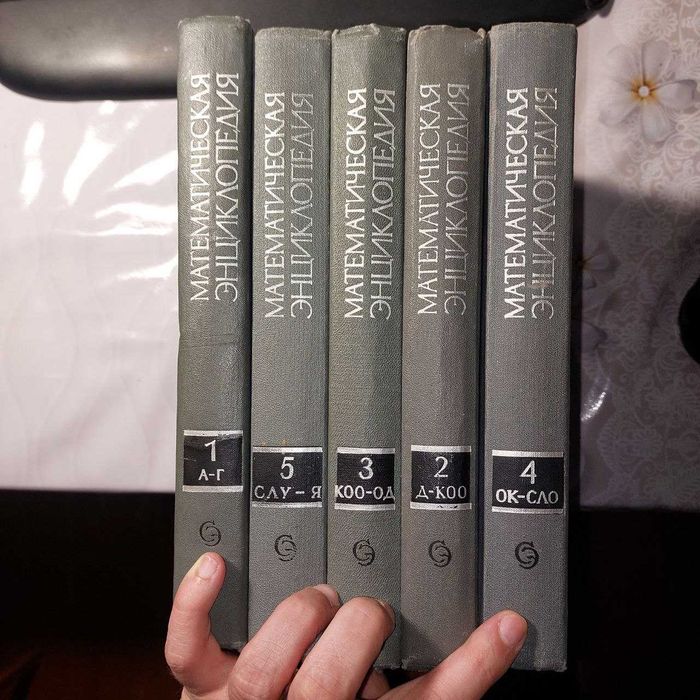 МАТЕМАТИЧЕСКАЯ
ЭНЦИКЛОПЕДИЯ
1
А-Г
МАТЕМАТИЧЕСКАЯ
ЭНЦИКЛОПЕДИЯ
5
СЛУ-Я
МАТЕМАТИЧЕСКАЯ
ЭНЦИКЛОПЕДИЯ
3
КОО-ОД
МАТЕМАТИЧЕСКАЯ
ЭНЦИКЛОПЕДИЯ
2
Д-КОО
МАТЕМАТИЧЕСКАЯ
ЭНЦИКЛОПЕДИЯ
4
ОК-СЛО